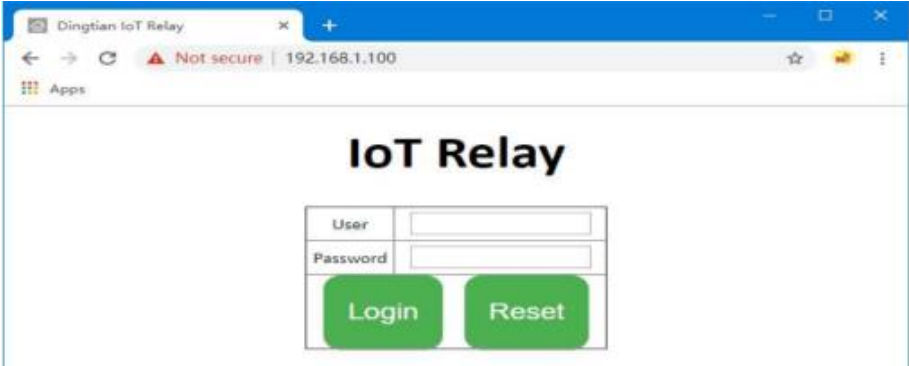 Dingtian IoT Relay
Not secure | 192.168.1.100
Apps
IoT Relay
User
Password
Login Reset